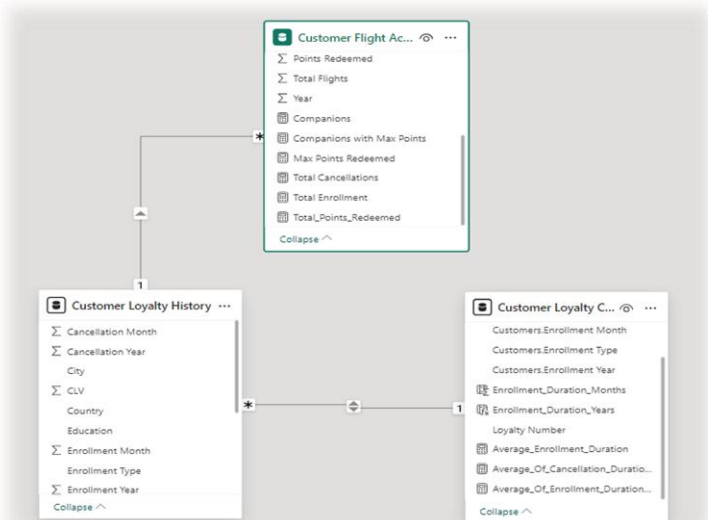 Customer Flight Ac... ...
Points Redeemed
Total Flights
Year
Companions
Companions with Max Points
Max Points Redeemed
Total Cancellations
Total Enrollment
Total_Points_Redeemed
Collapse
*
1
Customer Loyalty History ...
Cancellation Month
Cancellation Year
City
CLV
Country
Education
Enrollment Month
Enrollment Type
Enrollment Year
Collapse
*
1
Customer Loyalty C... ...
Customers.Enrollment Month
Customers.Enrollment Type
Customers.Enrollment Year
Enrollment_Duration_Months
Enrollment_Duration_Years
Loyalty Number
Average_Enrollment_Duration
Average_Of_Cancellation_Duratio...
Average_Of_Enrollment_Duration...
Collapse